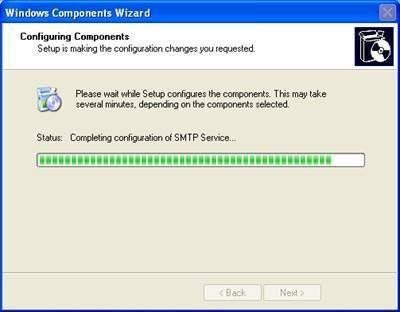 Windows Components Wizard
Configuring Components
Setup is making the configuration changes you requested.
Please wait while Setup configures the components. This may take
several minutes, depending on the components selected.
Status: Completing configuration of SMTP Service...
< Back Next >